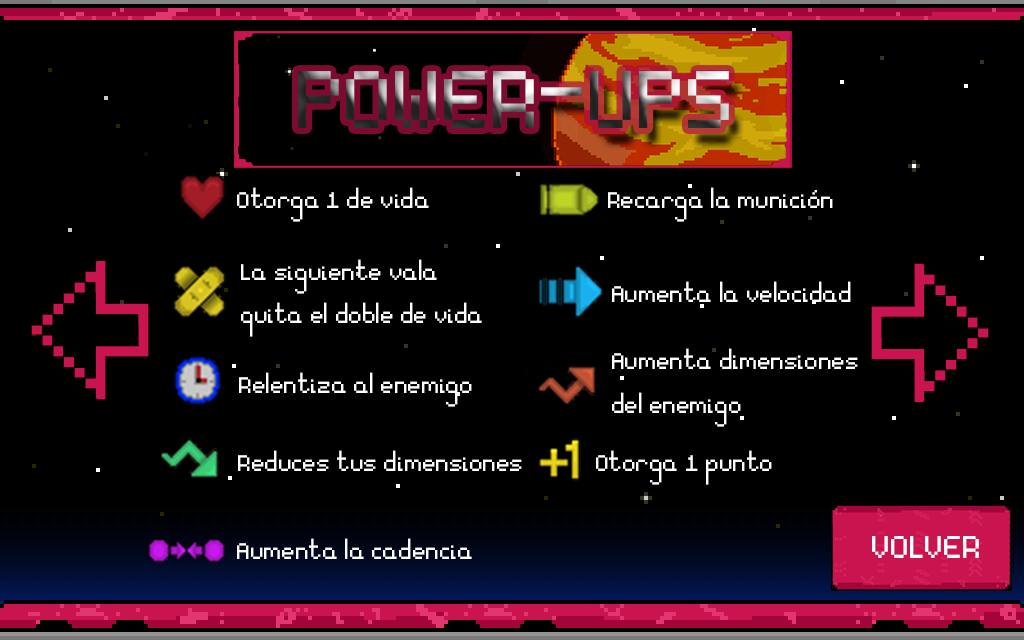 POWER-UPS
Otorga 1 de vida
Recarga la munición
La siguiente vala
quita el doble de vida
Aumenta la velocidad
Relentiza al enemigo
Aumenta dimensiones
del enemigo
Reduces tus dimensiones
+1
Otorga 1 punto
Aumenta la cadencia
VOLVER